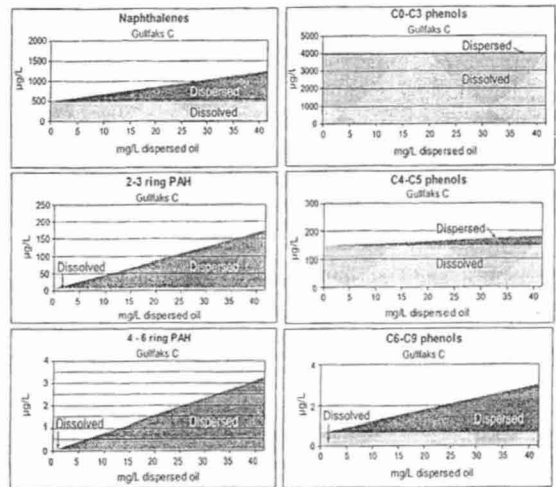 Naphthalenes
Gullfaks C
µg/L
2000
1500
1000
500
0
Dispersed
Dissolved
0 5 10 15 20 25 30 35 40
mg/L dispersed oil
C0-C3 phenols
Gullfaks C
µg/L
5000
4000
3000
2000
1000
0
Dispersed
Dissolved
0 5 10 15 20 25 30 35 40
mg/L dispersed oil
2-3 ring PAH
Gullfaks C
µg/L
250
200
150
100
50
0
Dissolved
Dispersed
0 5 10 15 20 25 30 35 40
mg/L dispersed oil
C4-C5 phenols
Gullfaks C
µg/L
300
200
100
0
Dispersed
Dissolved
0 5 10 15 20 25 30 35 40
mg/L dispersed oil
4 - 6 ring PAH
Gullfaks C
µg/L
4
3
2
1
0
Dissolved
Dispersed
0 5 10 15 20 25 30 35 40
mg/L dispersed oil
C6-C9 phenols
Gullfaks C
µg/L
4
2
0
Dissolved
Dispersed
0 5 10 15 20 25 30 35 40
mg/L dispersed oil